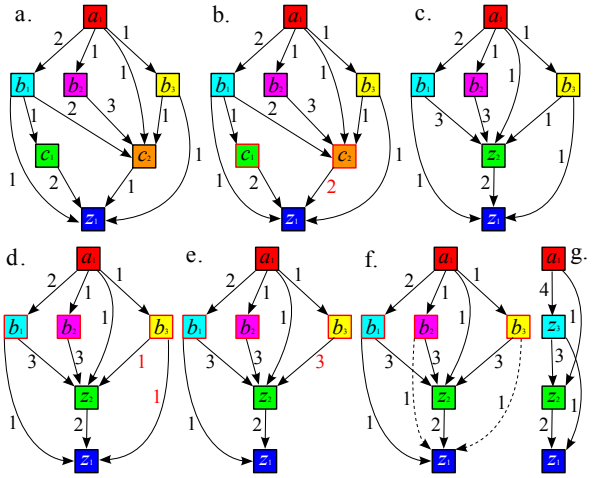 a.
a₁
2 1 1 1
b₁ b₂ b₃
1 2 3 1
1 1
c₁ c₂
2 1
z₁
b.
a₁
2 1 1 1
b₁ b₂ b₃
1 2 3 1
1 1
c₁ c₂
2 2
z₁
c.
a₁
2 1 1 1
b₁ b₂ b₃
3 3 1
z₂
1 2 1
z₁
d.
a₁
2 1 1 1
b₁ b₂ b₃
3 3 1
z₂
1 2 1
z₁
e.
a₁
2 1 1 1
b₁ b₂ b₃
3 3 3
z₂
1 2
z₁
f.
a₁
2 1 1 1
b₁ b₂ b₃
3 3 3
z₂
1 1 2 1
z₁
g.
a₁
4 1
z₃
3
z₂
2 1
z₁